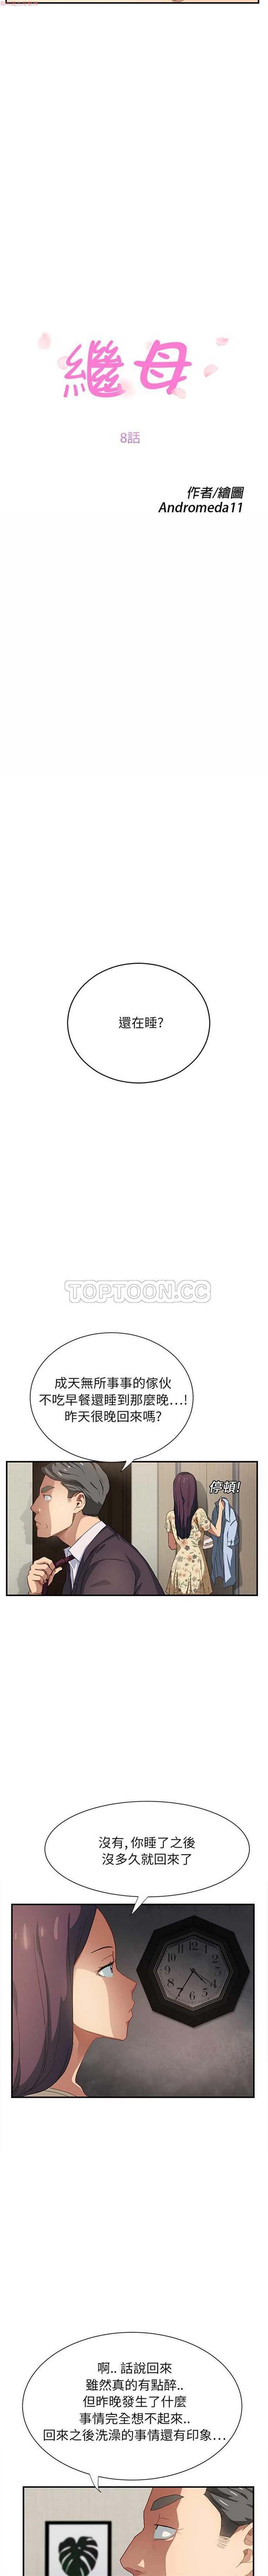 繼母
8話
作者/繪圖
Andromeda11
還在睡?
TOPTOON.CC
成天無所事事的傢伙
不吃早餐還睡到那麼晚...!
昨天很晚回來嗎?
停頓!
沒有, 你睡了之後
沒多久就回來了
啊.. 話說回來
雖然真的有點醉..
但昨晚發生了什麼
事情完全想不起來..
回來之後洗澡的事情還有印象...